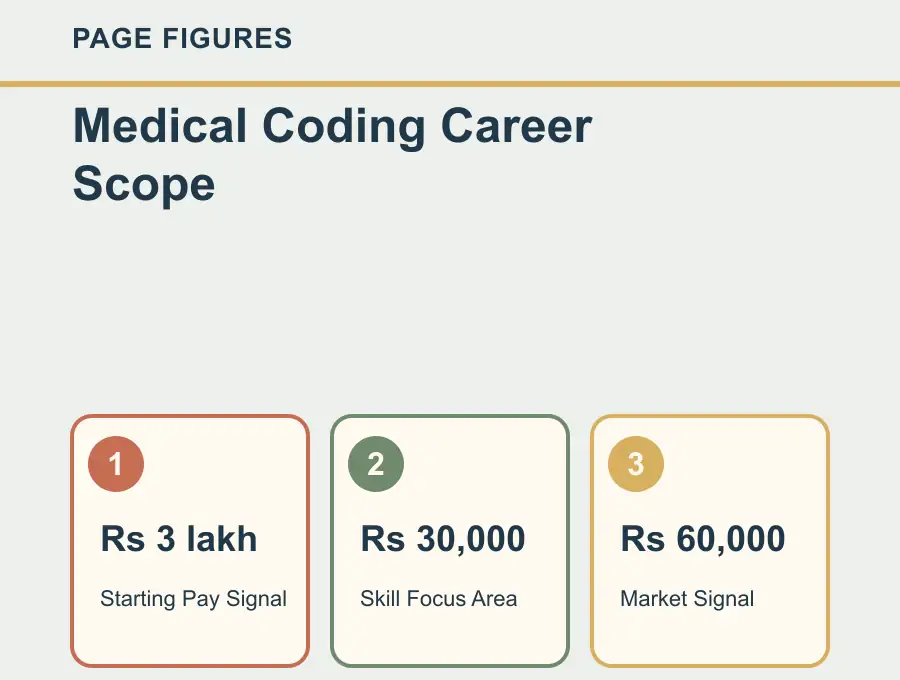 PAGE FIGURES
Medical Coding Career
Scope
1
Rs 3 lakh
Starting Pay Signal
2
Rs 30,000
Skill Focus Area
3
Rs 60,000
Market Signal